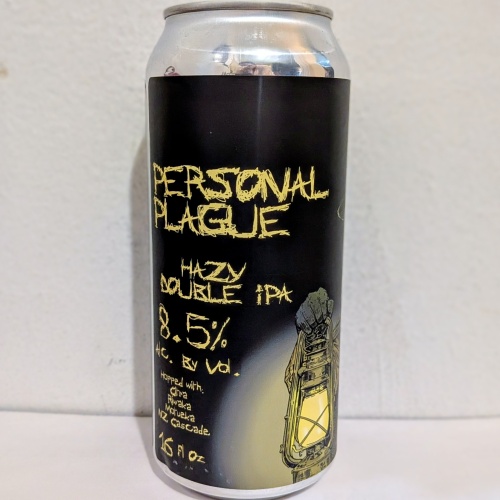 PERSONAL
PLAGUE
HAZY
DOUBLE IPA
8.5%
ALC. BY VOL.
Hopped with:
Citra
Riwaka
Motueka
NZ Cascade
16 Fl Oz